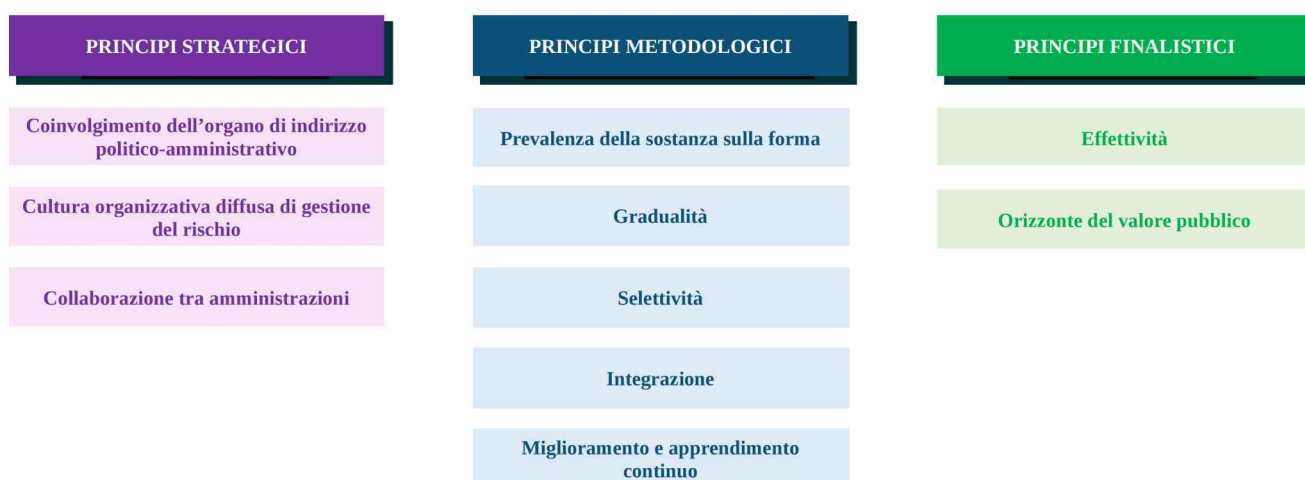 PRINCIPI STRATEGICI
Coinvolgimento dell’organo di indirizzo
politico-amministrativo
Cultura organizzativa diffusa di gestione
del rischio
Collaborazione tra amministrazioni
PRINCIPI METODOLOGICI
Prevalenza della sostanza sulla forma
Gradualità
Selettività
Integrazione
Miglioramento e apprendimento
continuo
PRINCIPI FINALISTICI
Effettività
Orizzonte del valore pubblico